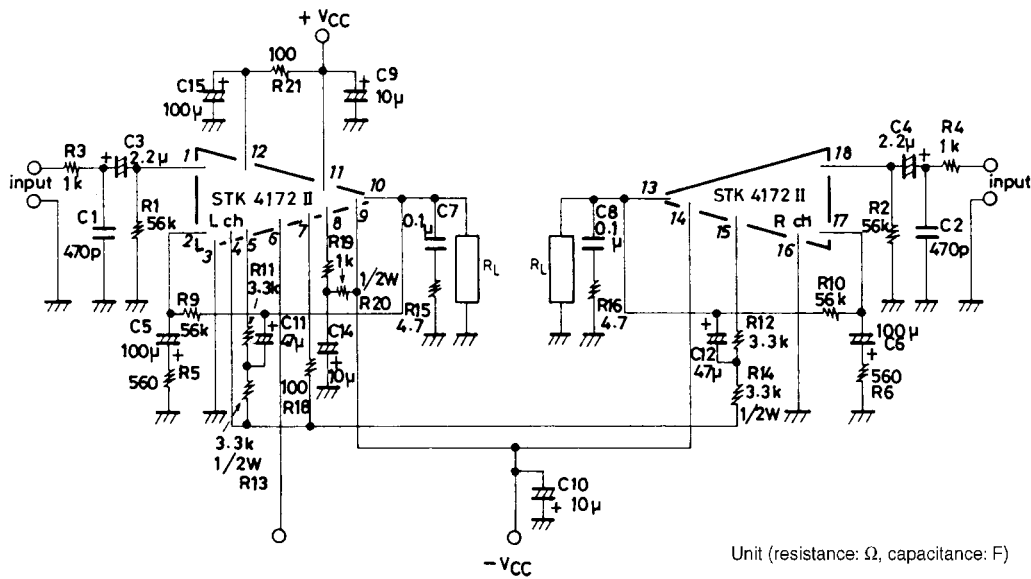 + VCC
100
R21
C15
+
100μ
C9
+
10μ
R3
1k
C3
+
2.2μ
input
C1
470p
R1
56k
1
12
11
10
STK 4172 II
L ch
2
3
4
5
6
7
8
9
R9
56k
C5
100μ
+
560
R5
R11
3.3k
C11
+
47μ
3.3k
1/2W
R13
100
R18
R19
1k
1/2W
R20
C14
+
10μ
0.1μ
C7
R15
4.7
RL
RL
C8
0.1
μ
R16
4.7
13
14
15
16
17
18
STK 4172 II
R ch
C4
2.2μ
+
R4
1k
input
R2
56k
C2
470p
R10
56k
100μ
C6
+
560
R6
+
C12
47μ
R12
3.3k
R14
3.3k
1/2W
C10
+
10μ
- VCC
Unit (resistance: Ω, capacitance: F)